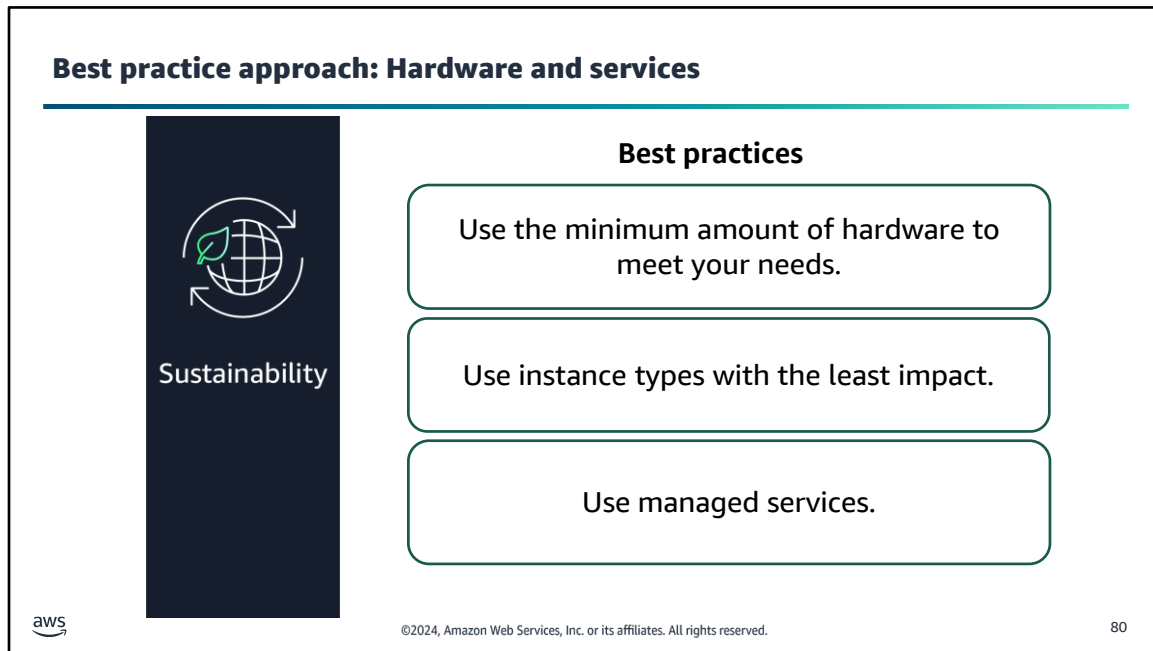 Best practice approach: Hardware and services
Sustainability
Best practices
Use the minimum amount of hardware to
meet your needs.
Use instance types with the least impact.
Use managed services.
aws
©2024, Amazon Web Services, Inc. or its affiliates. All rights reserved.
80